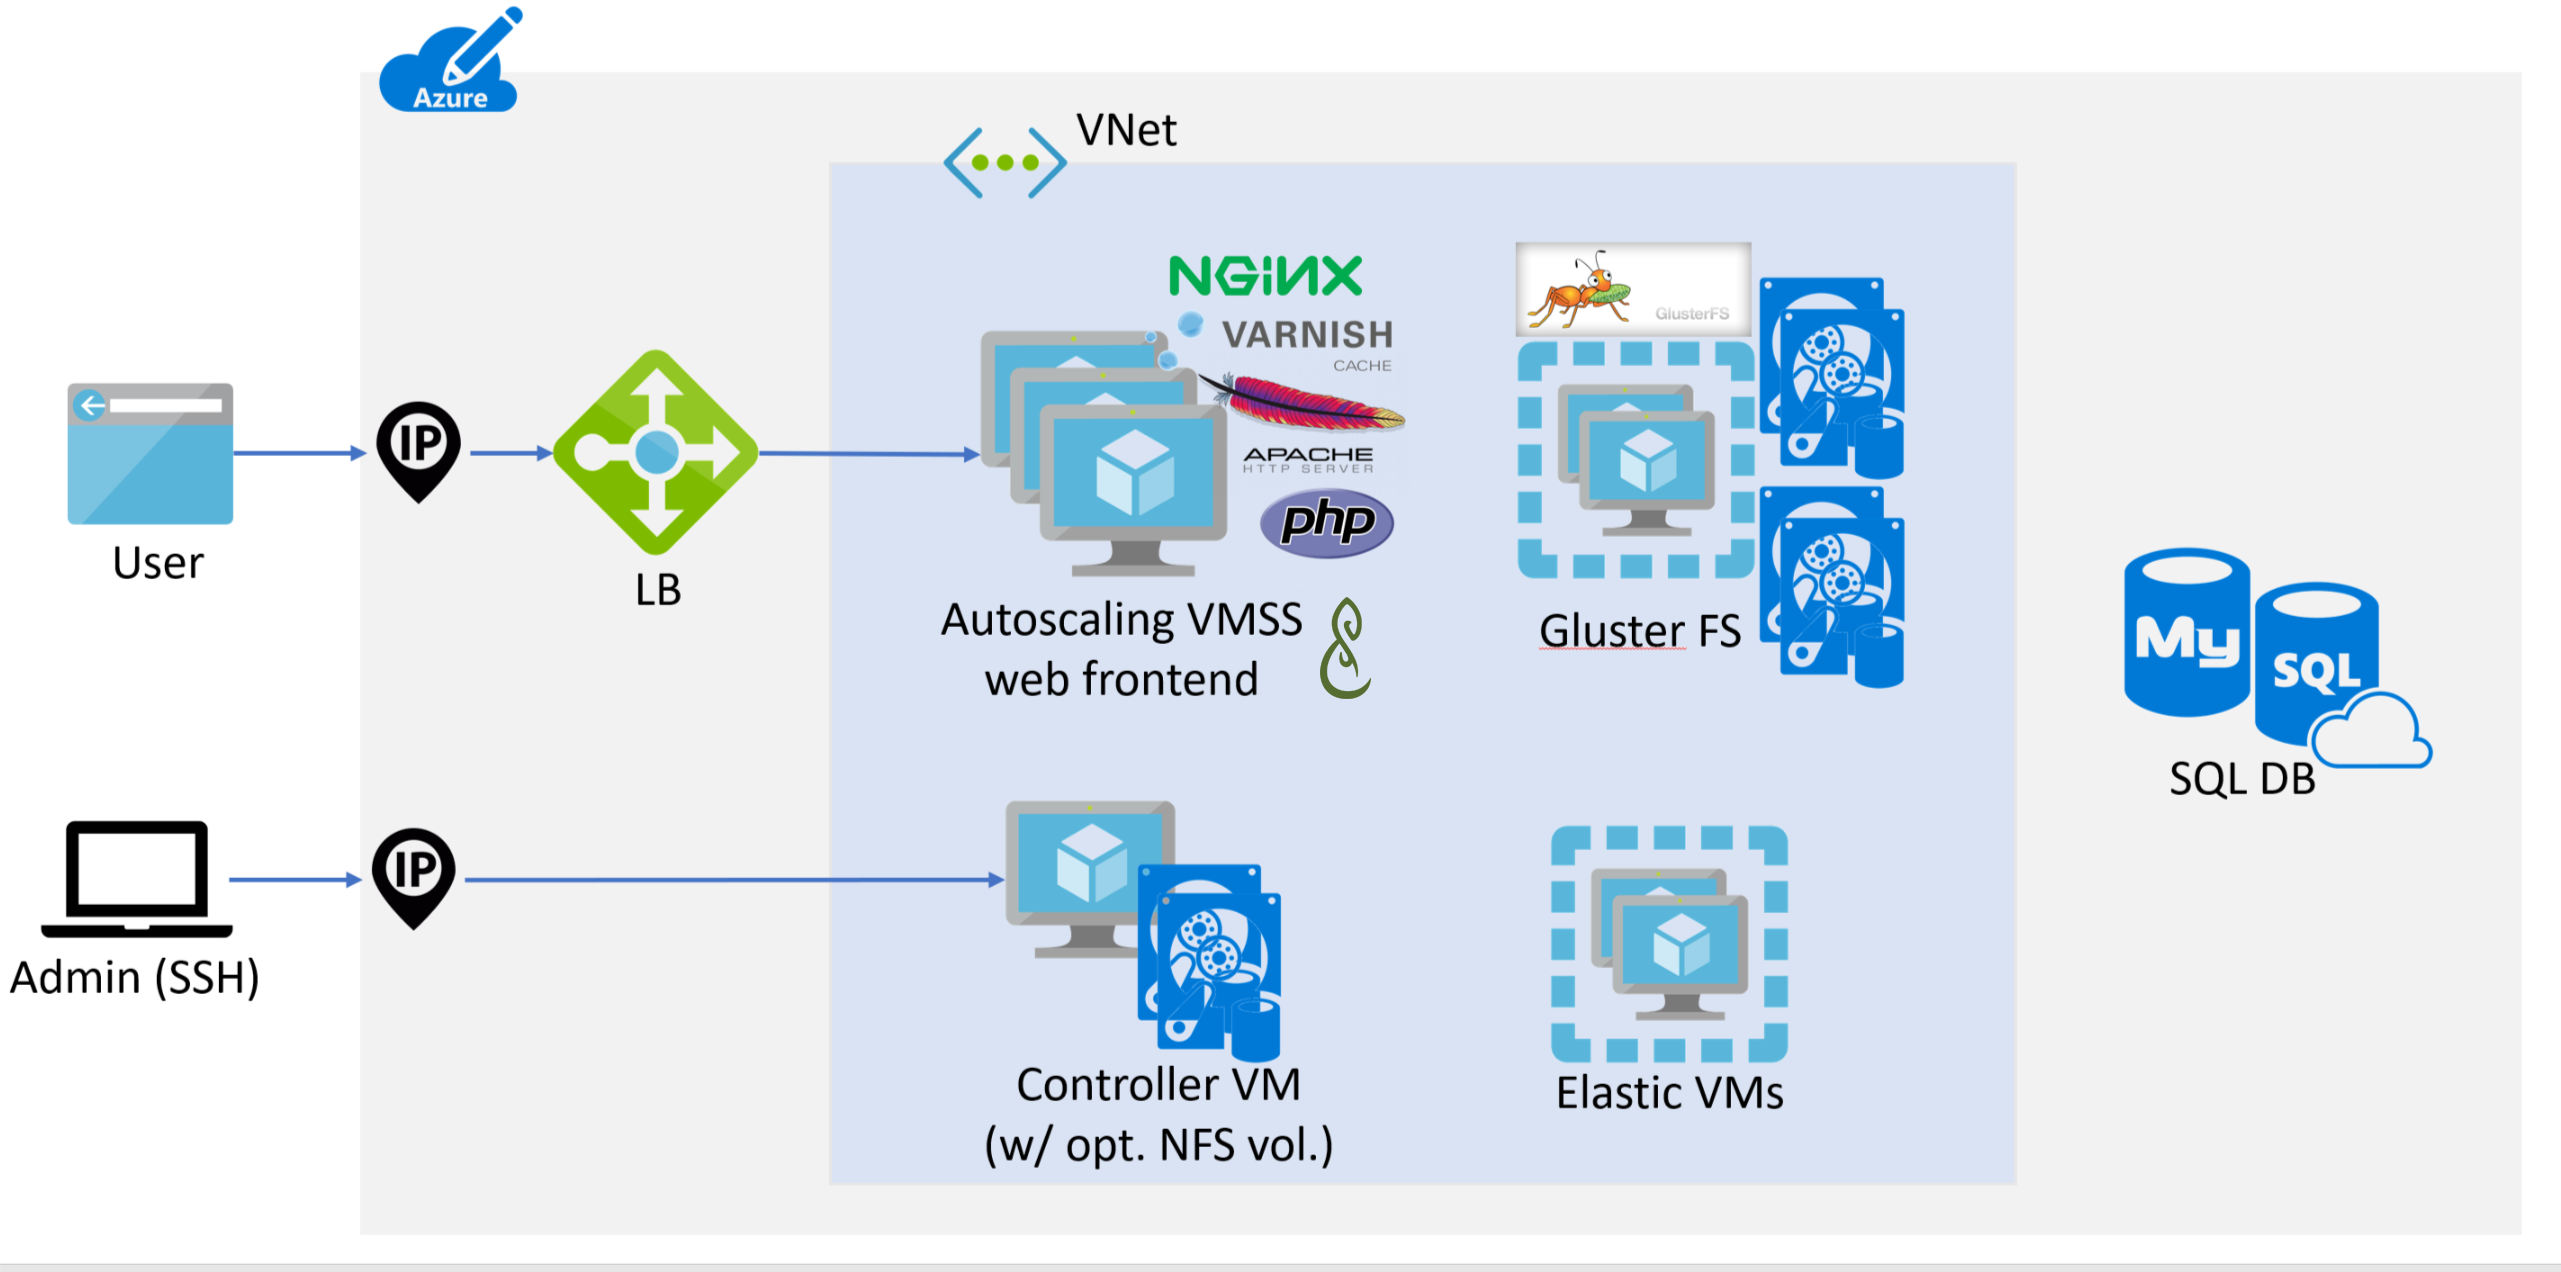 Azure
VNet
NGINX
VARNISH
CACHE
GlusterFS
IP
APACHE
HTTP SERVER
php
User
LB
Autoscaling VMSS
web frontend
Gluster FS
My
SQL
SQL DB
IP
Admin (SSH)
Controller VM
(w/ opt. NFS vol.)
Elastic VMs